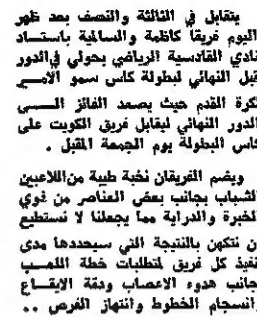 يتقابل في الثالثة والنصف بعد ظهر
اليوم فريقا كاظمة والسالمية باستاد
نادي القادسية الرياضي بحولي في الدور
قبل النهائي لبطولة كاس سمو الامير
لكرة القدم حيث يصعد الفائز الى
الدور النهائي ليقابل فريق الكويت على
كاس البطولة يوم الجمعة المقبل .
ويضم الفريقان نخبة طيبة من اللاعبين
الشباب بجانب بعض العناصر من ذوي
الخبرة والدراية مما يجعلنا لا نستطيع
ان نتكهن بالنتيجة التي سيحددها مدى
تنفيذ كل فريق لمتطلبات خطة اللعب
بجانب هدوء الاعصاب ودقة الايقاع
وانسجام الخطوط وانتهاز الفرص ..